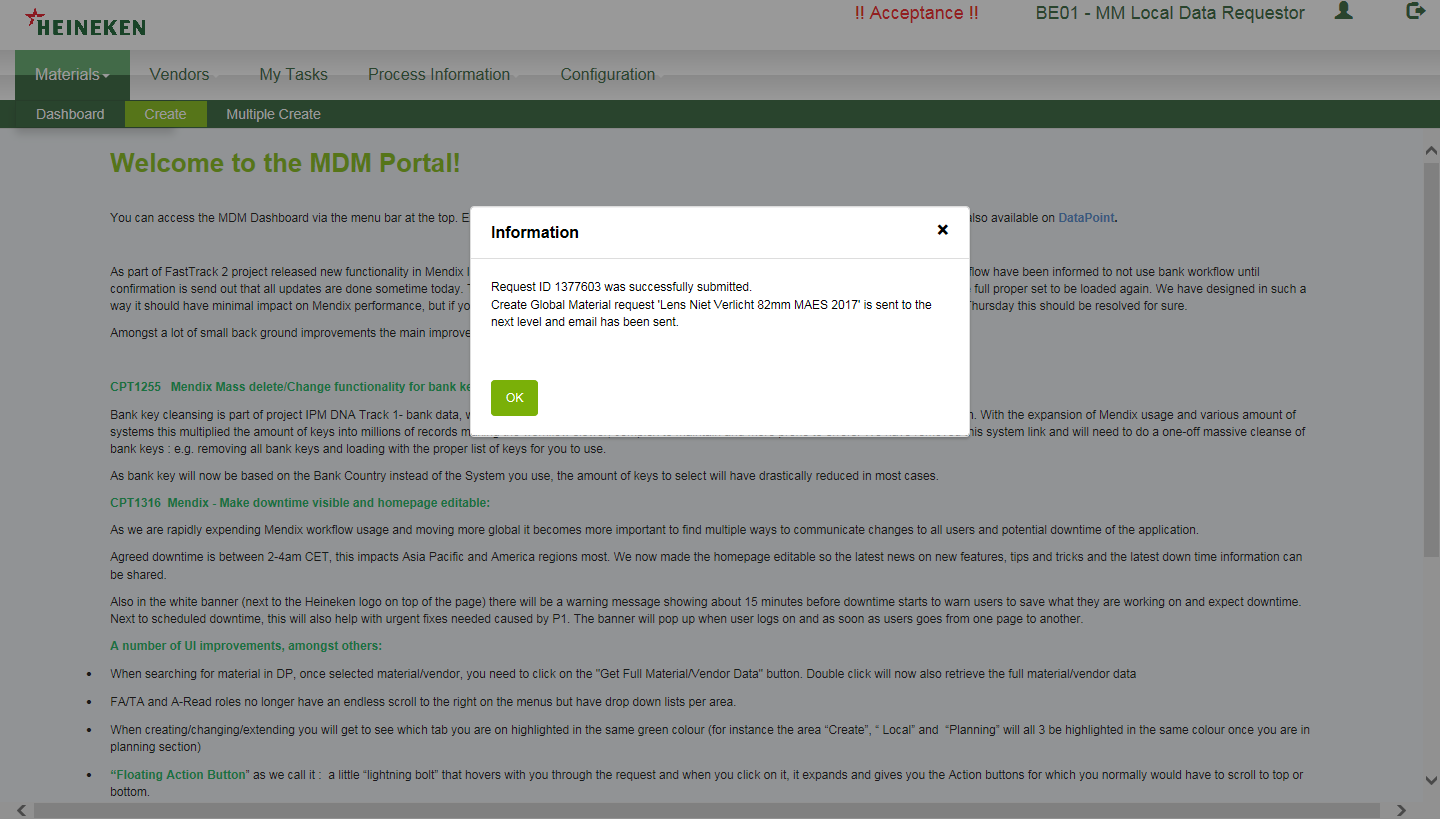 HEINEKEN
!! Acceptance !!
BE01 - MM Local Data Requestor
Materials
Vendors
My Tasks
Process Information
Configuration
Dashboard
Create
Multiple Create
Welcome to the MDM Portal!
You can access the MDM Dashboard via the menu bar at the top. E
lso available on DataPoint.
Information
×
Request ID 1377603 was successfully submitted.
Create Global Material request 'Lens Niet Verlicht 82mm MAES 2017' is sent to the
next level and email has been sent.
OK
As part of FastTrack 2 project released new functionality in Mendix
flow have been informed to not use bank workflow until
confirmation is send out that all updates are done sometime today.
full proper set to be loaded again. We have designed in such a
way it should have minimal impact on Mendix performance, but if yo
Thursday this should be resolved for sure.
Amongst a lot of small back ground improvements the main improve
CPT1255 Mendix Mass delete/Change functionality for bank ke
Bank key cleansing is part of project IPM DNA Track 1- bank data,
. With the expansion of Mendix usage and various amount of
systems this multiplied the amount of keys into millions of records
his system link and will need to do a one-off massive cleanse of
bank keys : e.g. removing all bank keys and loading with the proper list of keys for you to use.
As bank key will now be based on the Bank Country instead of the System you use, the amount of keys to select will have drastically reduced in most cases.
CPT1316 Mendix - Make downtime visible and homepage editable:
As we are rapidly expending Mendix workflow usage and moving more global it becomes more important to find multiple ways to communicate changes to all users and potential downtime of the application.
Agreed downtime is between 2-4am CET, this impacts Asia Pacific and America regions most. We now made the homepage editable so the latest news on new features, tips and tricks and the latest down time information can
be shared.
Also in the white banner (next to the Heineken logo on top of the page) there will be a warning message showing about 15 minutes before downtime starts to warn users to save what they are working on and expect downtime.
Next to scheduled downtime, this will also help with urgent fixes needed caused by P1. The banner will pop up when user logs on and as soon as users goes from one page to another.
A number of UI improvements, amongst others:
• When searching for material in DP, once selected material/vendor, you need to click on the "Get Full Material/Vendor Data" button. Double click will now also retrieve the full material/vendor data
• FA/TA and A-Read roles no longer have an endless scroll to the right on the menus but have drop down lists per area.
• When creating/changing/extending you will get to see which tab you are on highlighted in the same green colour (for instance the area “Create”, “ Local” and “Planning” will all 3 be highlighted in the same colour once you are in
planning section)
• “Floating Action Button” as we call it : a little “lightning bolt” that hovers with you through the request and when you click on it, it expands and gives you the Action buttons for which you normally would have to scroll to top or
bottom.